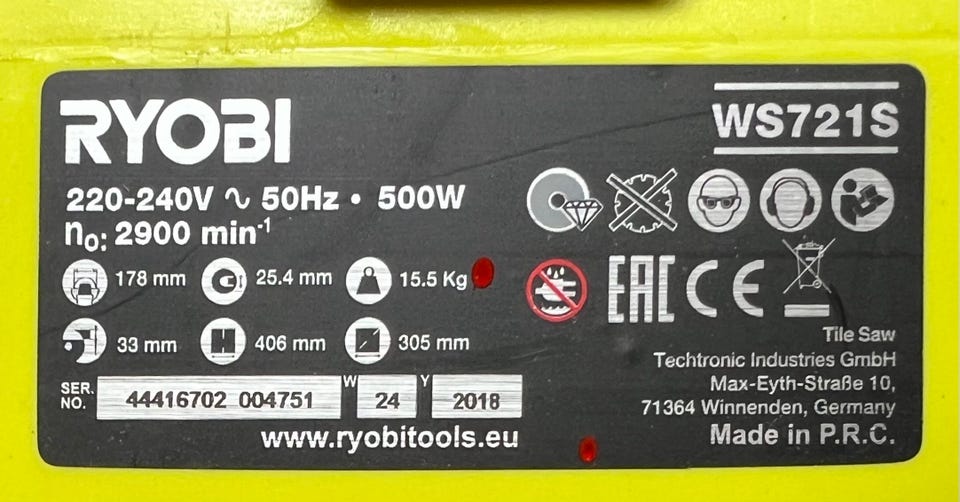 RYOBI
WS721S
220-240V ∿ 50Hz • 500W
n₀: 2900 min⁻¹
178 mm 25.4 mm 15.5 Kg
33 mm 406 mm 305 mm
EAC CE
SER. NO. 44416702 004751 W 24 Y 2018
www.ryobitools.eu
Tile Saw
Techtronic Industries GmbH
Max-Eyth-Straße 10,
71364 Winnenden, Germany
Made in P.R.C.